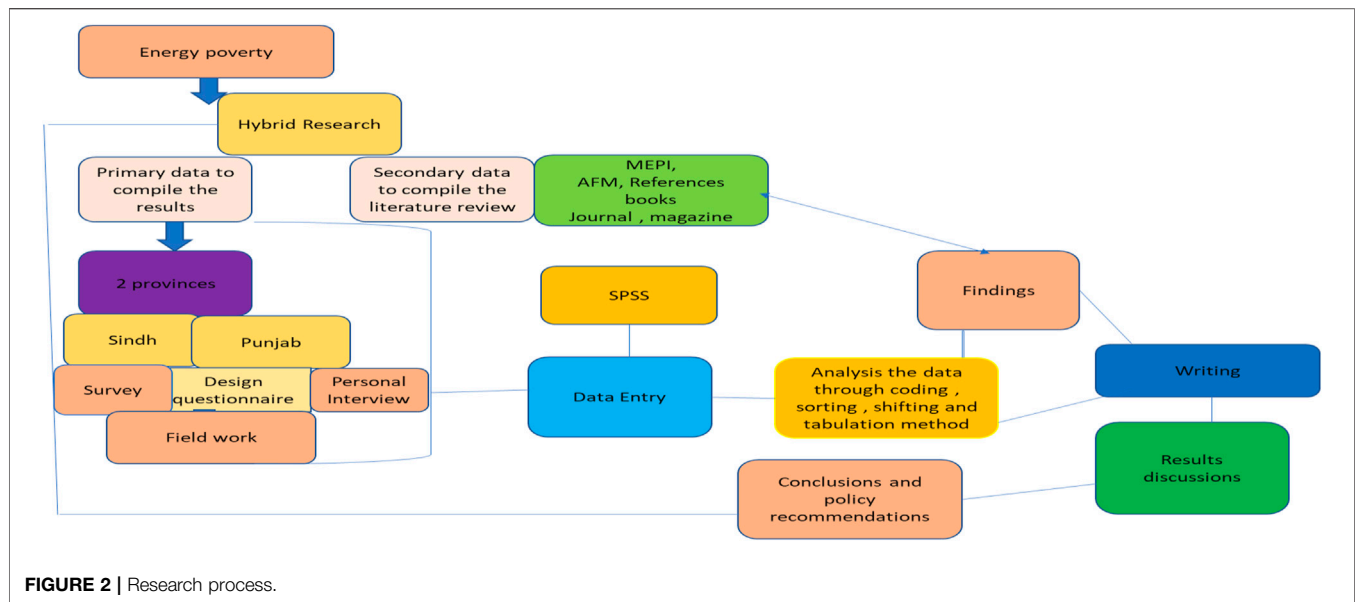 Energy poverty
Hybrid Research
Primary data to
compile the
results
Secondary data
to compile the
literature review
MEPI,
AFM, References
books
Journal , magazine
2 provinces
Sindh
Punjab
Survey
Design
questionnaire
Personal
Interview
Field work
SPSS
Data Entry
Findings
Analysis the data
through coding ,
sorting , shifting and
tabulation method
Writing
Results
discussions
Conclusions and
policy
recommendations
FIGURE 2 | Research process.